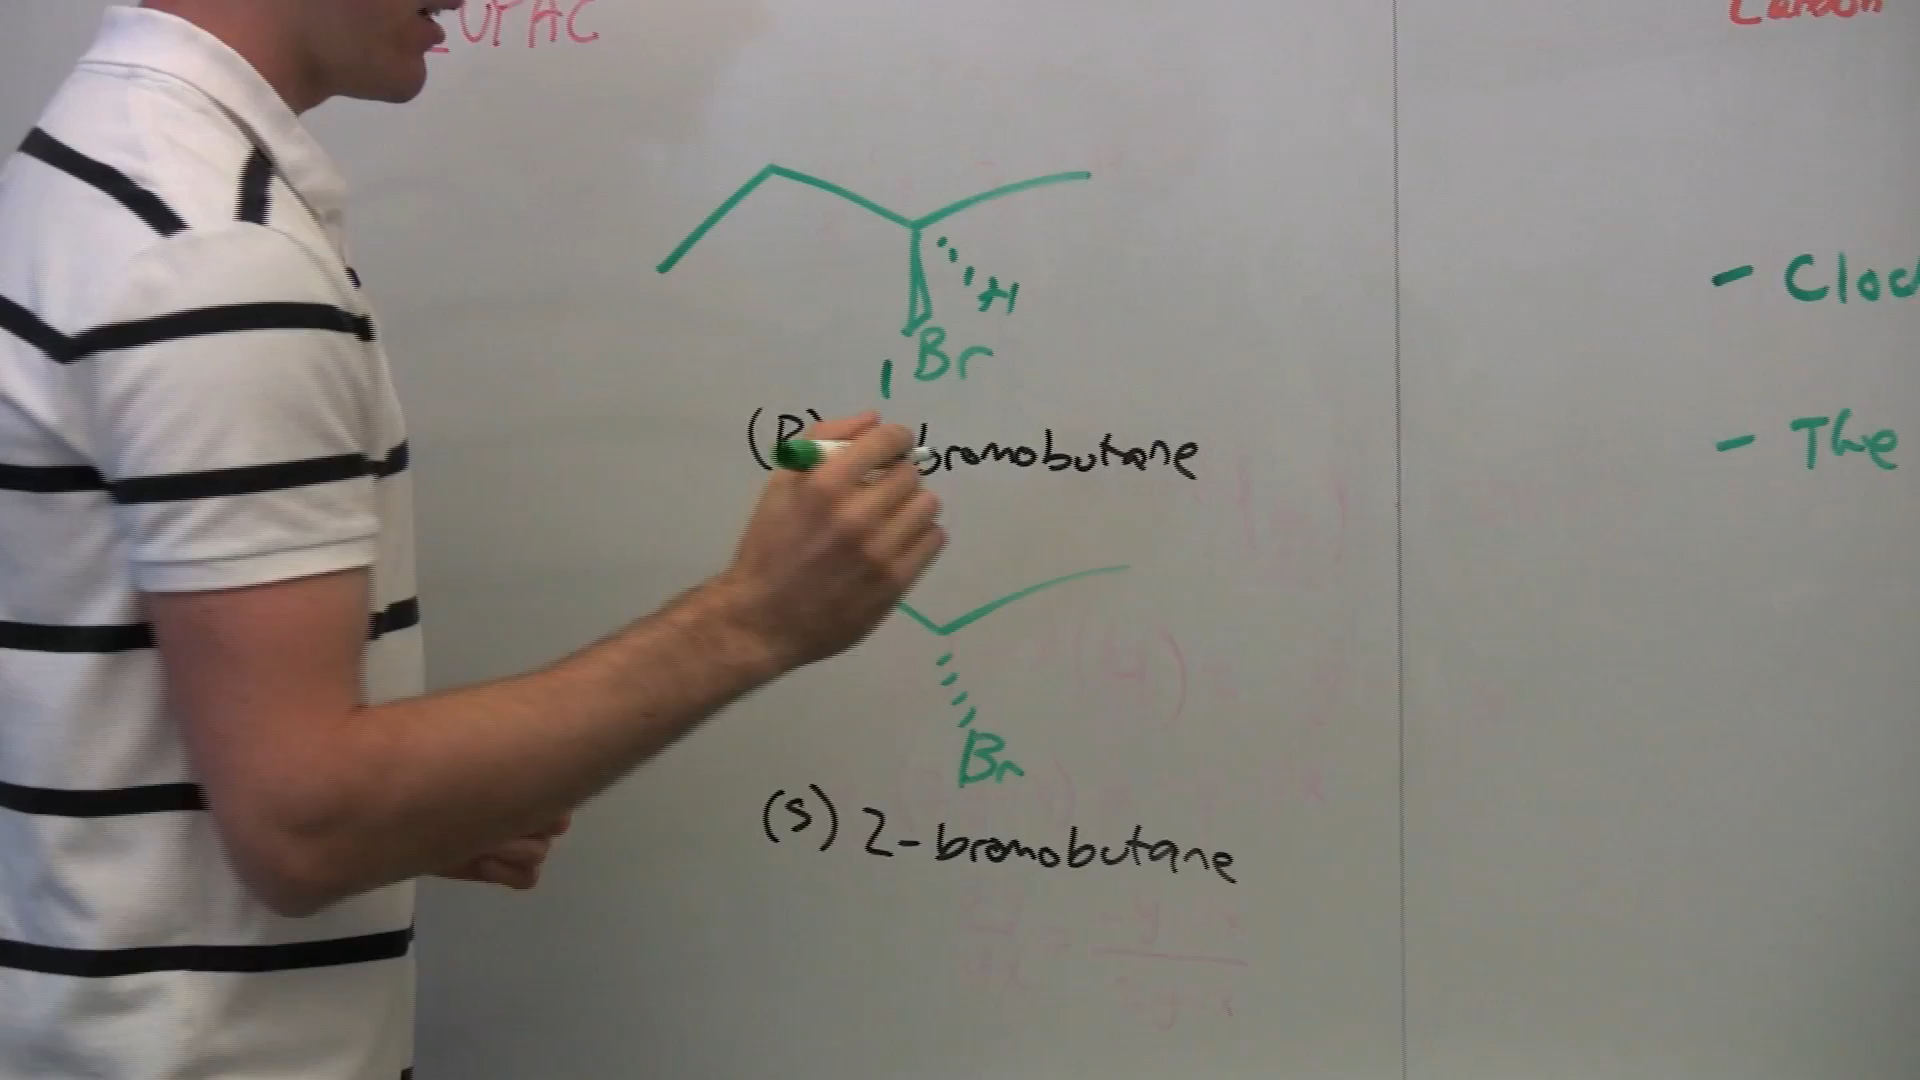 IUPAC
Carbon
H
Br
1
bromobutane
Br
(S) 2-bromobutane
- Cloc
- The